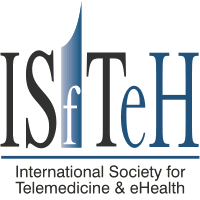 ISfTeH
International Society for
Telemedicine & eHealth